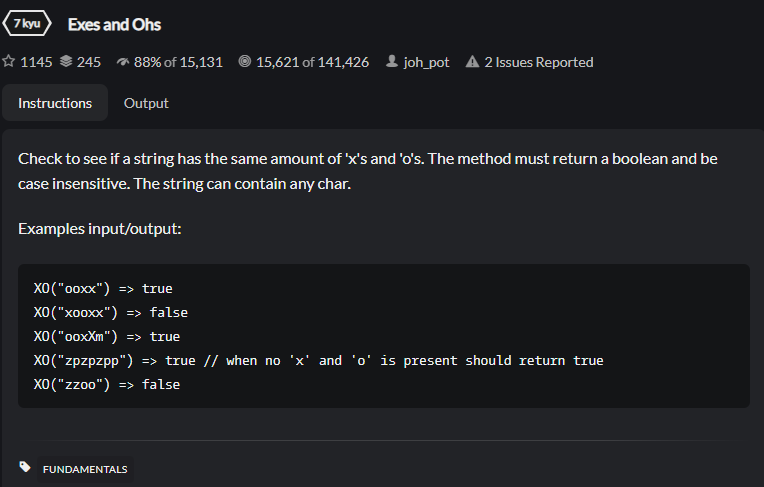 7 kyu Exes and Ohs
1145 245 88% of 15,131 15,621 of 141,426 joh_pot 2 Issues Reported
Instructions Output
Check to see if a string has the same amount of 'x's and 'o's. The method must return a boolean and be
case insensitive. The string can contain any char.
Examples input/output:
XO("ooxx") => true
XO("xooxx") => false
XO("ooxXm") => true
XO("zpzpzpp") => true // when no 'x' and 'o' is present should return true
XO("zzoo") => false
FUNDAMENTALS